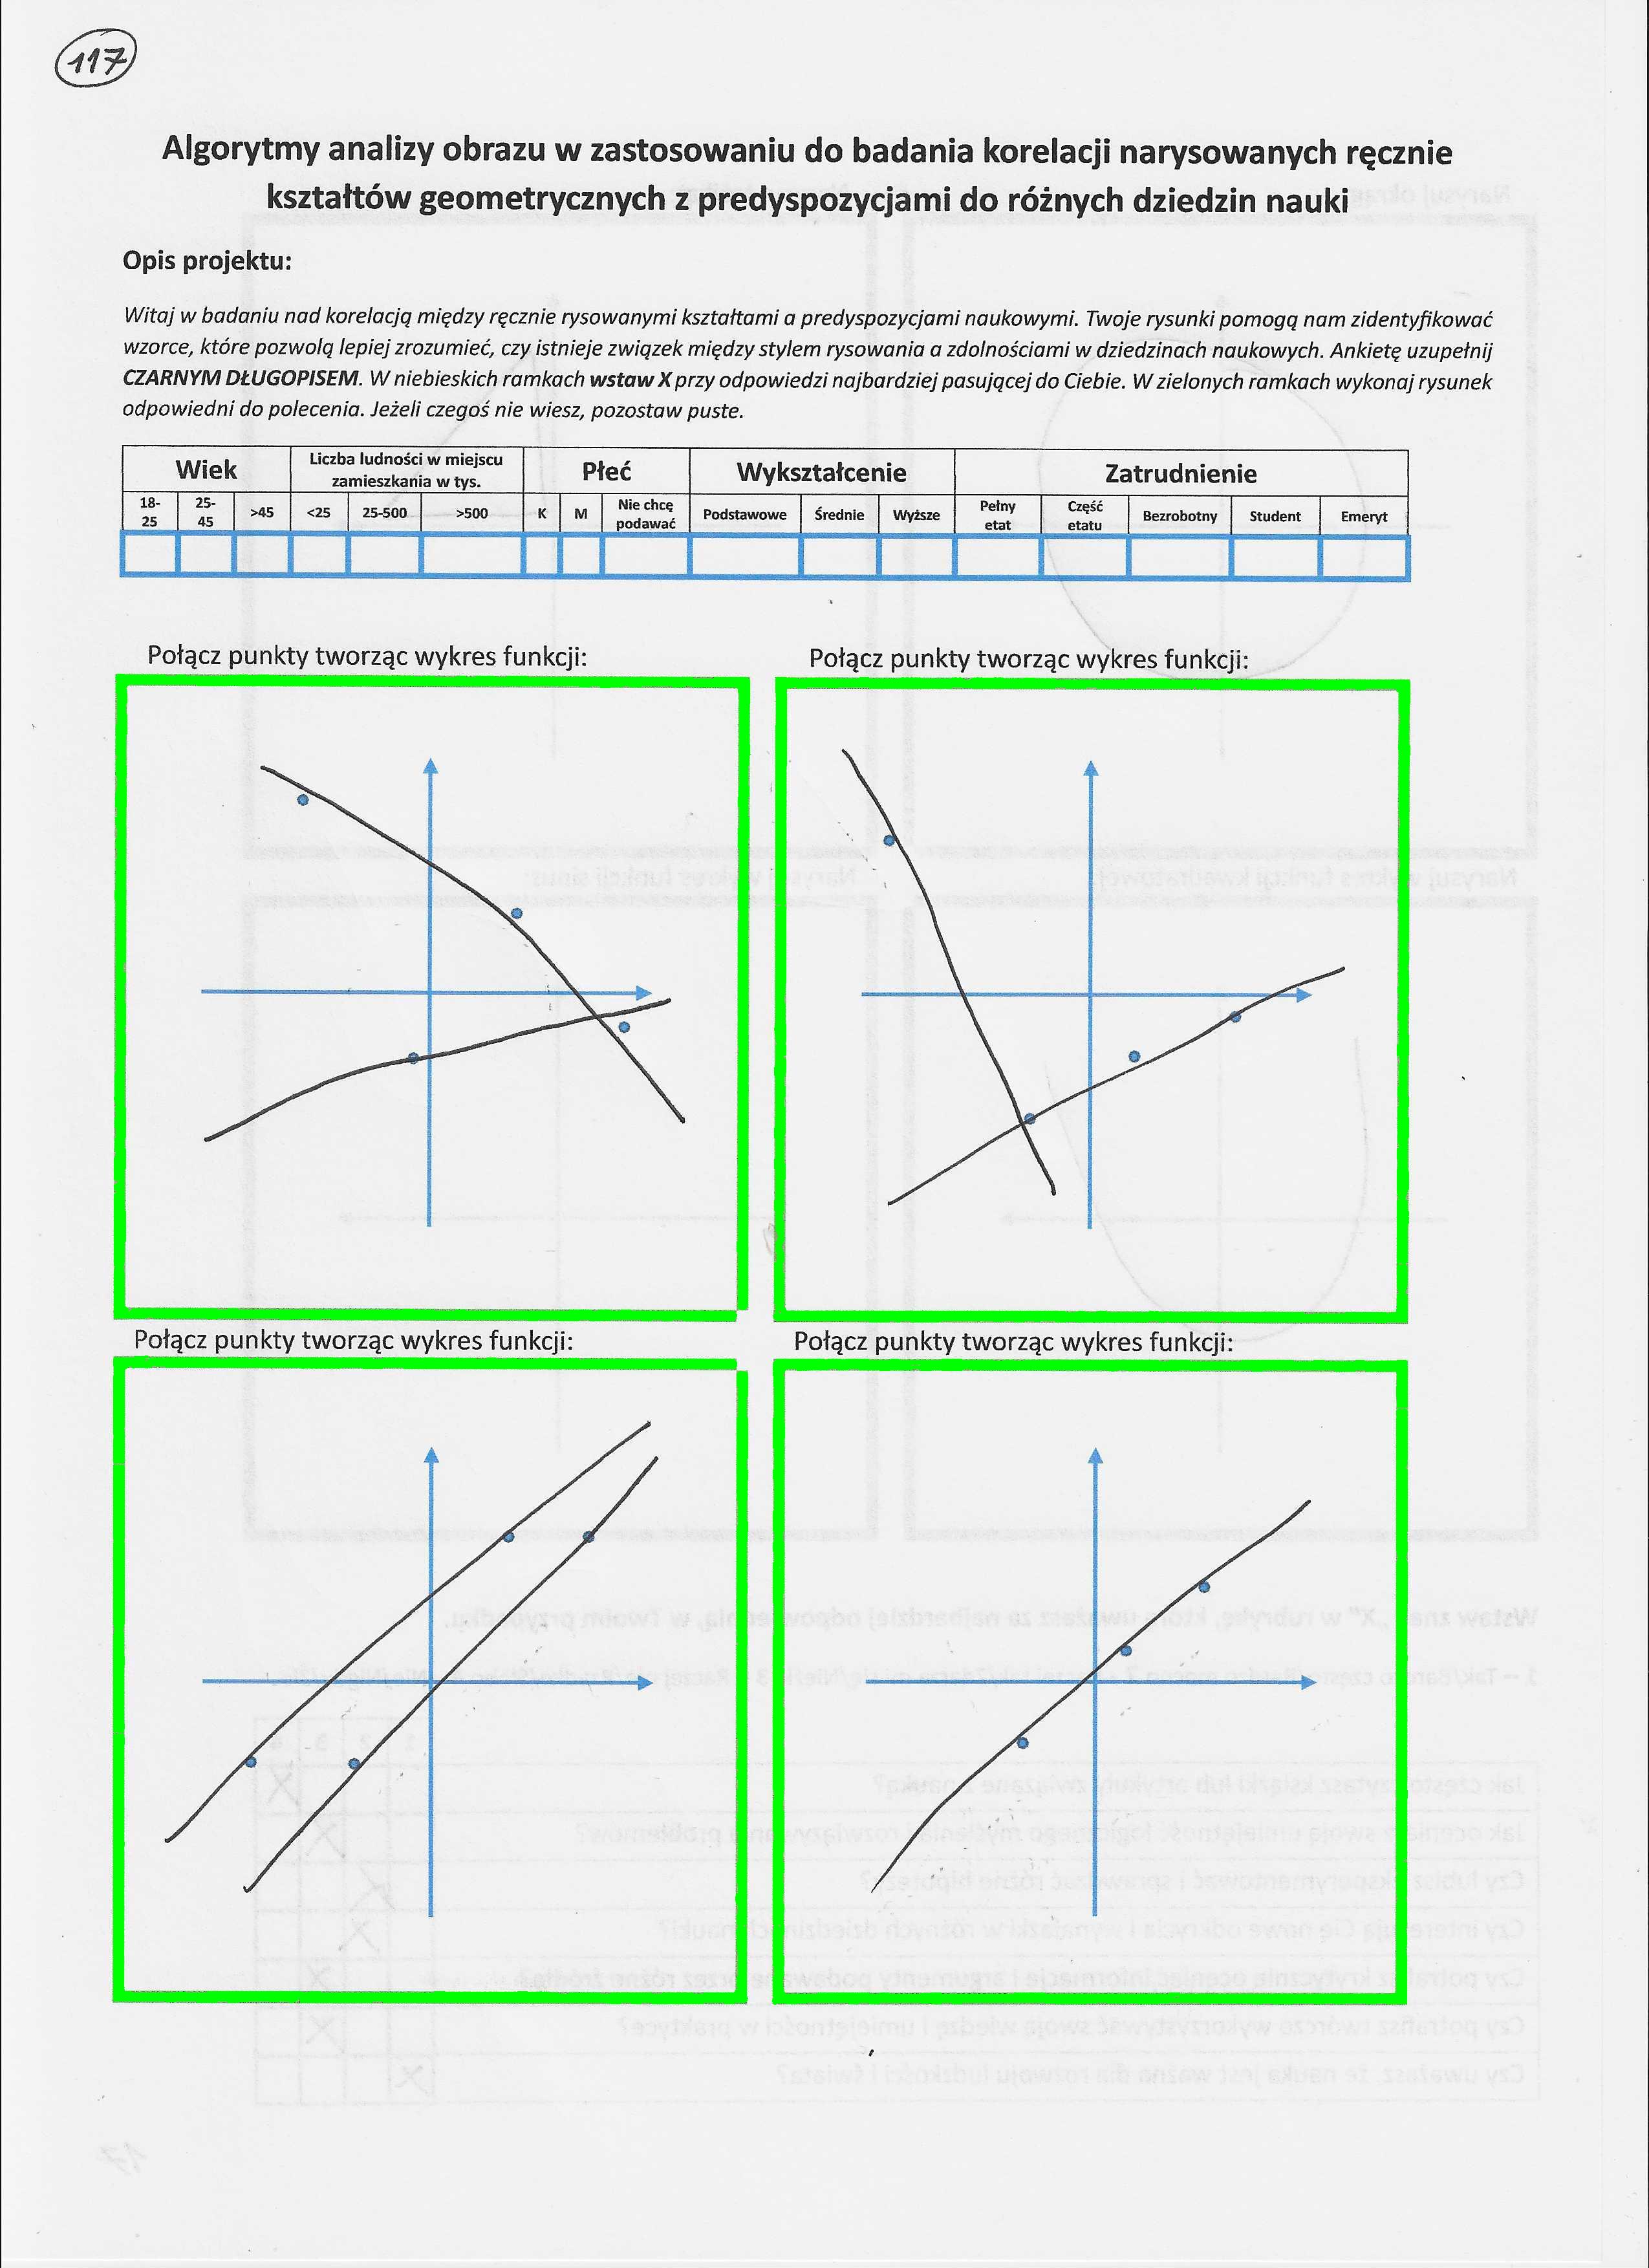 117
Algorytmy analizy obrazu w zastosowaniu do badania korelacji narysowanych ręcznie
kształtów geometrycznych z predyspozycjami do różnych dziedzin nauki
Opis projektu:
Witaj w badaniu nad korelacją między ręcznie rysowanymi kształtami a predyspozycjami naukowymi. Twoje rysunki pomogą nam zidentyfikować
wzorce, które pozwolą lepiej zrozumieć, czy istnieje związek między stylem rysowania a zdolnościami w dziedzinach naukowych. Ankietę uzupełnij
CZARNYM DŁUGOPISEM. W niebieskich ramkach wstaw X przy odpowiedzi najbardziej pasującej do Ciebie. W zielonych ramkach wykonaj rysunek
odpowiedni do polecenia. Jeżeli czegoś nie wiesz, pozostaw puste.
Wiek Liczba ludności w miejscu zamieszkania w tys. Płeć Wykształcenie Zatrudnienie
18-25 25-45 >45 <25 25-500 >500 K M Nie chcę podawać Podstawowe Średnie Wyższe Pełny etat Część etatu Bezrobotny Student Emeryt
Połącz punkty tworząc wykres funkcji: Połącz punkty tworząc wykres funkcji:
Połącz punkty tworząc wykres funkcji: Połącz punkty tworząc wykres funkcji: